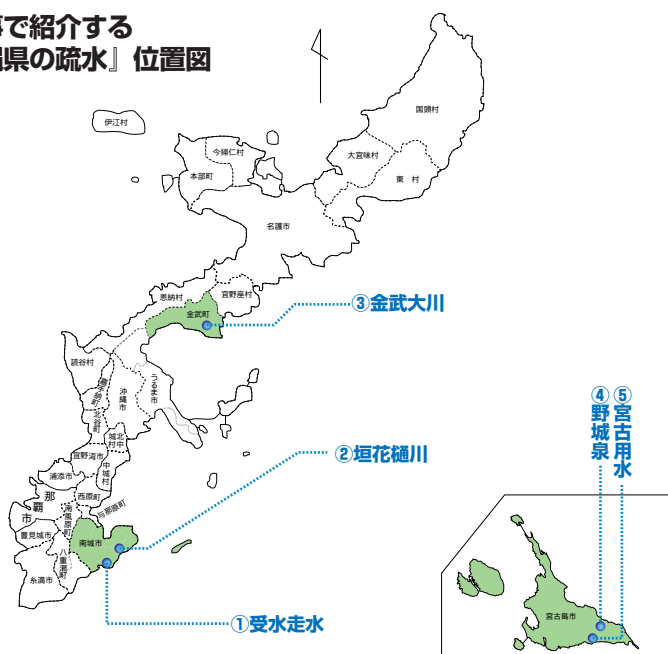 事で紹介する
縄県の疏水』位置図
国頭村
伊江村
今帰仁村
大宜味村
本部町
東 村
名護市
恩納村
宜野座村
金武町
③金武大川
読谷村
嘉手納町
沖縄市
うるま市
北谷町
北中城村
宜野湾市
中城村
浦添市
西原町
那覇市
与那原町
南風原町
豊見城市
南城市
八重瀬町
糸満市
②垣花樋川
①受水走水
④野城泉
⑤宮古用水
宮古島市